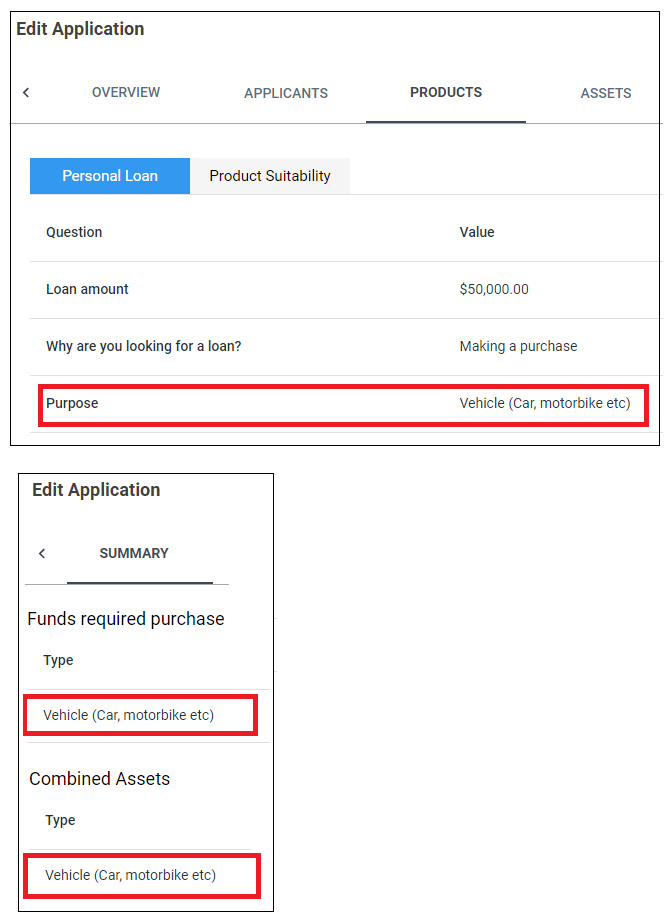 Edit Application
OVERVIEW APPLICANTS PRODUCTS ASSETS
Personal Loan Product Suitability
Question Value
Loan amount $50,000.00
Why are you looking for a loan? Making a purchase
Purpose Vehicle (Car, motorbike etc)
Edit Application
SUMMARY
Funds required purchase
Type
Vehicle (Car, motorbike etc)
Combined Assets
Type
Vehicle (Car, motorbike etc)